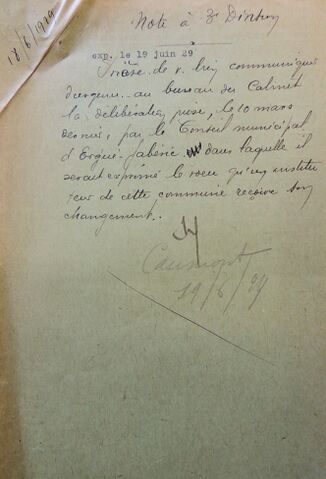 18/6/1929
Note à 3e Don
exp. le 19 juin 29
Prière de v. bien communiquer
d'urgence au bureau du Cabinet
la délibération prise, le 10 mars
dernier, par le Conseil municipal
d'Ergué-Gabéric dans laquelle il
serait exprimé le vœu qu'un institu
teur de cette commune reçoive son
changement..
19/6/29